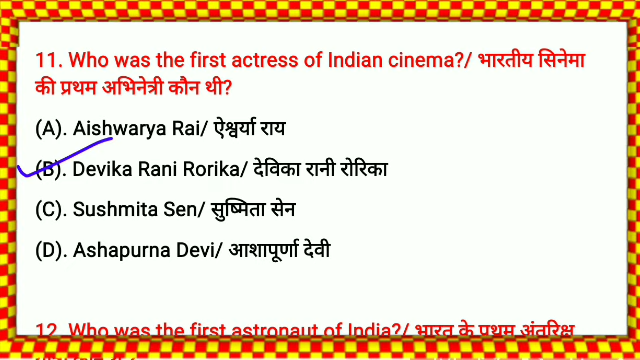 11. Who was the first actress of Indian cinema?/ भारतीय सिनेमा
की प्रथम अभिनेत्री कौन थी?
(A). Aishwarya Rai/ ऐश्वर्या राय
(B). Devika Rani Rorika/ देविका रानी रोरिका
(C). Sushmita Sen/ सुष्मिता सेन
(D). Ashapurna Devi/ आशापूर्णा देवी
12. Who was the first astronaut of India?/ भारत के प्रथम अंतरिक्ष